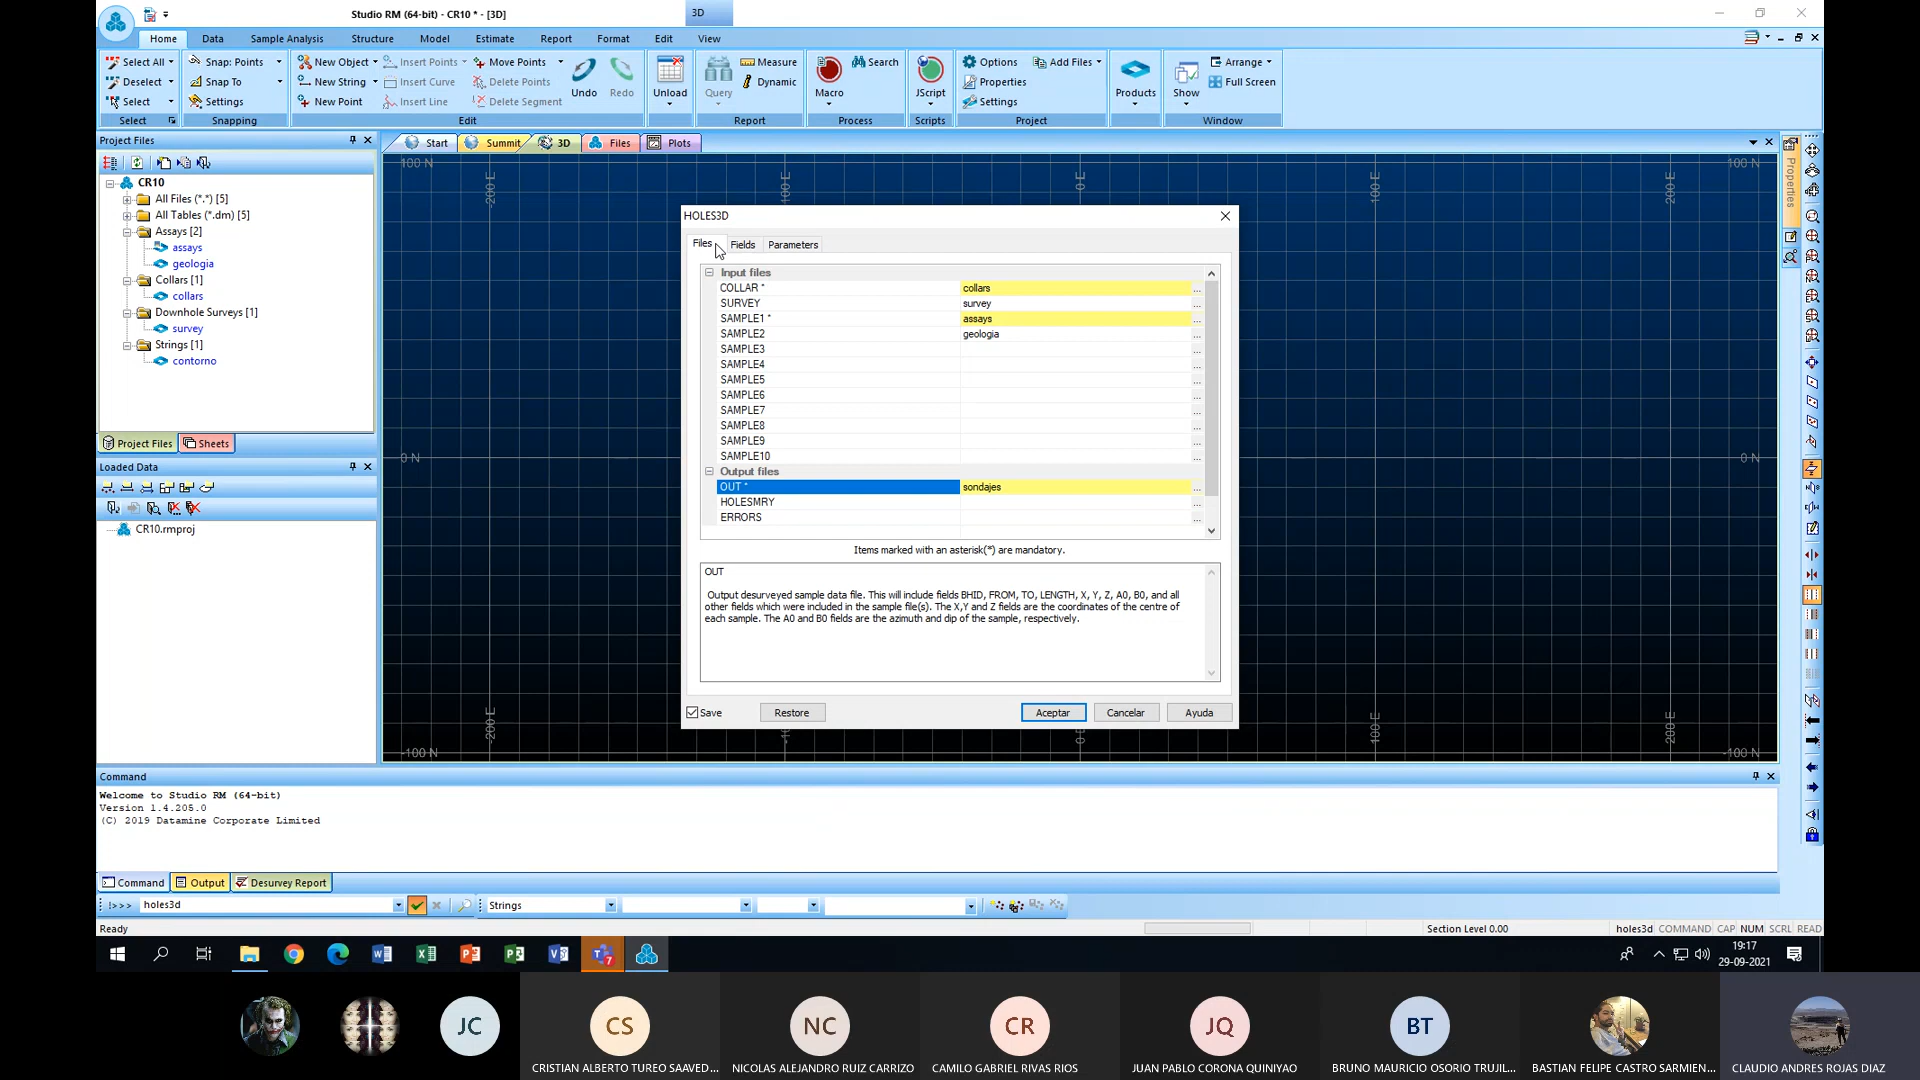 Studio RM (64-bit) - CR10 * - [3D]
3D
Home Data Sample Analysis Structure Model Estimate Report Format Edit View
Select All Snap: Points New Object Insert Points Move Points Measure Search Options Add Files Arrange
Deselect Snap To New String Insert Curve Delete Points Dynamic Properties Full Screen
Select Settings New Point Insert Line Delete Segment Settings
Undo Redo Unload Query Macro JScript Products Show
Select Snapping Edit Report Process Scripts Project Window
Project Files
Start Summit 3D Files Plots
CR10
All Files (*.*) [5]
All Tables (*.dm) [5]
Assays [2]
assays
geologia
Collars [1]
collars
Downhole Surveys [1]
survey
Strings [1]
contorno
Project Files Sheets
Loaded Data
CR10.rmproj
Properties
100 N 100 N
0 N 0 N
-100 N -100 N
-200 E 0 E 100 E 200 E
-200 E 0 E 100 E 200 E
HOLES3D
Files Fields Parameters
Input files
COLLAR * collars ...
SURVEY survey ...
SAMPLE1 * assays ...
SAMPLE2 geologia ...
SAMPLE3 ...
SAMPLE4 ...
SAMPLE5 ...
SAMPLE6 ...
SAMPLE7 ...
SAMPLE8 ...
SAMPLE9 ...
SAMPLE10 ...
Output files
OUT * sondajes ...
HOLESMRY ...
ERRORS ...
Items marked with an asterisk(*) are mandatory.
OUT
Output desurveyed sample data file. This will include fields BHID, FROM, TO, LENGTH, X, Y, Z, A0, B0, and all
other fields which were included in the sample file(s). The X,Y and Z fields are the coordinates of the centre of
each sample. The A0 and B0 fields are the azimuth and dip of the sample, respectively.
Save Restore Aceptar Cancelar Ayuda
Command
Welcome to Studio RM (64-bit)
Version 1.4.205.0
(C) 2019 Datamine Corporate Limited
Command Output Desurvey Report
!>>> holes3d Strings
Ready Section Level 0.00 holes3d COMMAND CAP NUM SCRL READ
19:17
29-09-2021
JC CS NC CR JQ BT
CRISTIAN ALBERTO TUREO SAAVED... NICOLAS ALEJANDRO RUIZ CARRIZO CAMILO GABRIEL RIVAS RIOS JUAN PABLO CORONA QUINIYAO BRUNO MAURICIO OSORIO TRUJIL... BASTIAN FELIPE CASTRO SARMIEN... CLAUDIO ANDRES ROJAS DIAZ